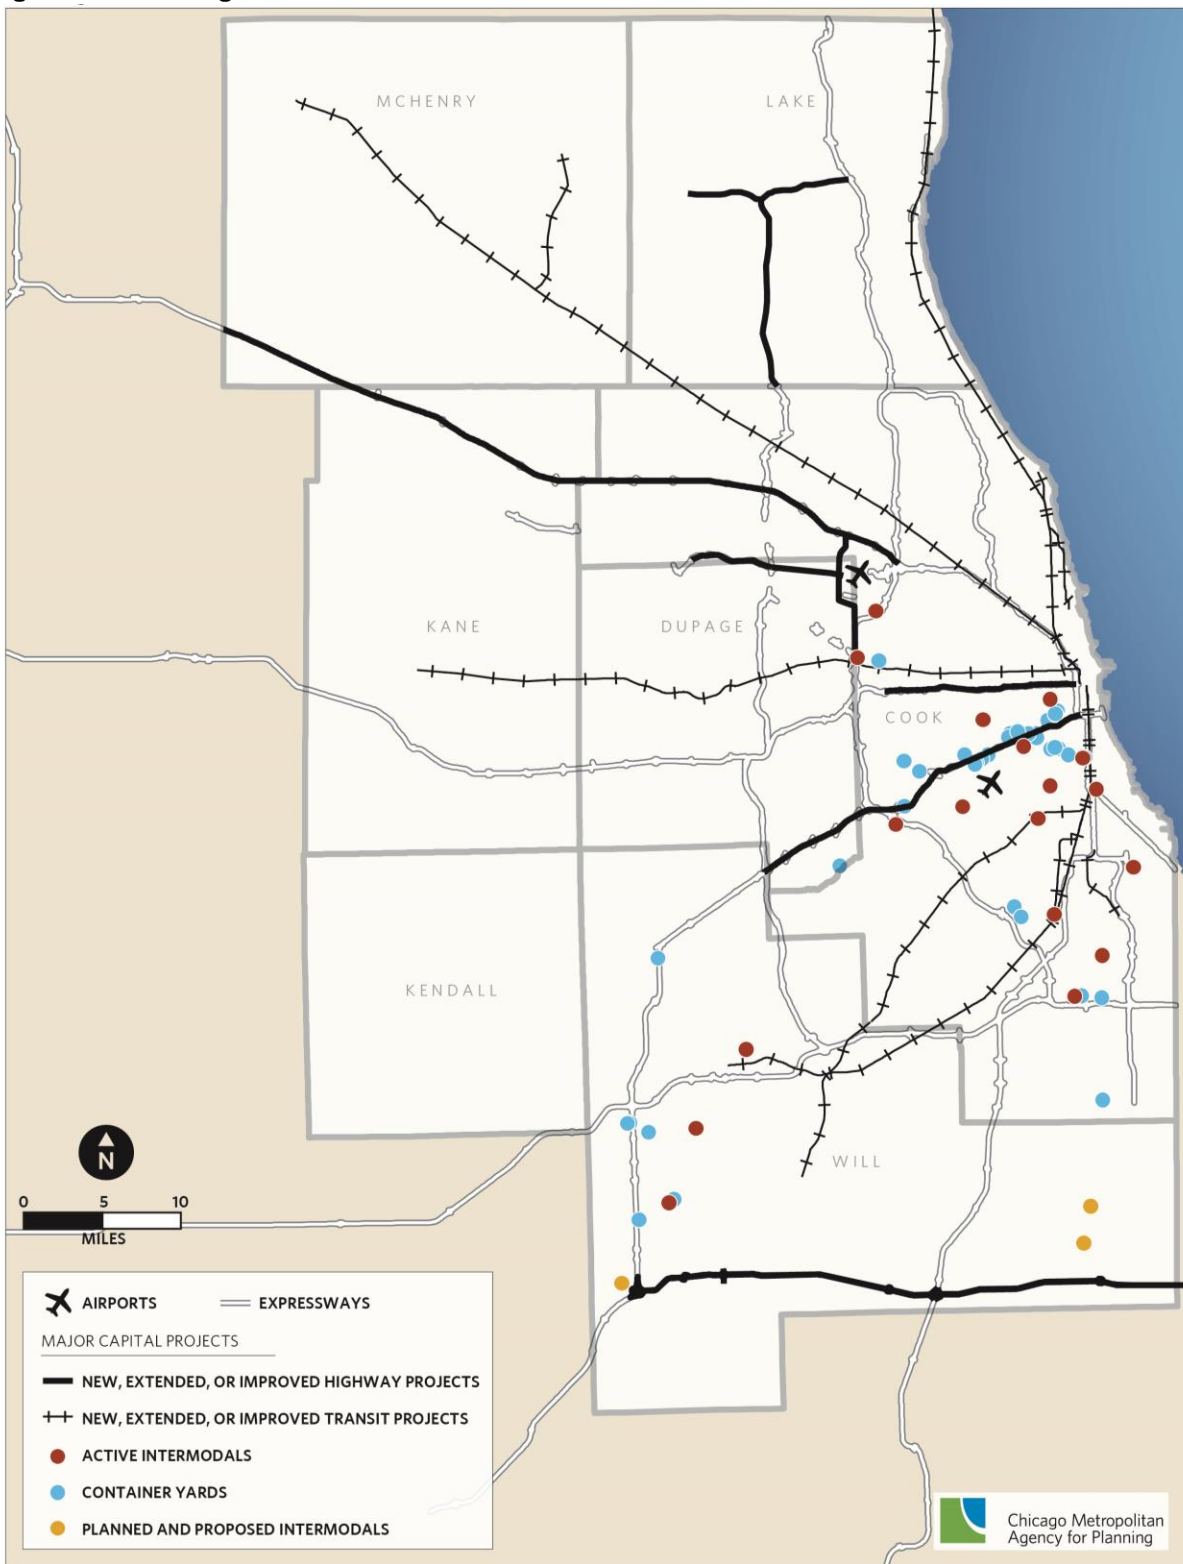 MCHENRY
LAKE
KANE
DUPAGE
COOK
KENDALL
WILL
N
0 5 10
MILES
AIRPORTS
EXPRESSWAYS
MAJOR CAPITAL PROJECTS
NEW, EXTENDED, OR IMPROVED HIGHWAY PROJECTS
NEW, EXTENDED, OR IMPROVED TRANSIT PROJECTS
ACTIVE INTERMODALS
CONTAINER YARDS
PLANNED AND PROPOSED INTERMODALS
Chicago Metropolitan
Agency for Planning